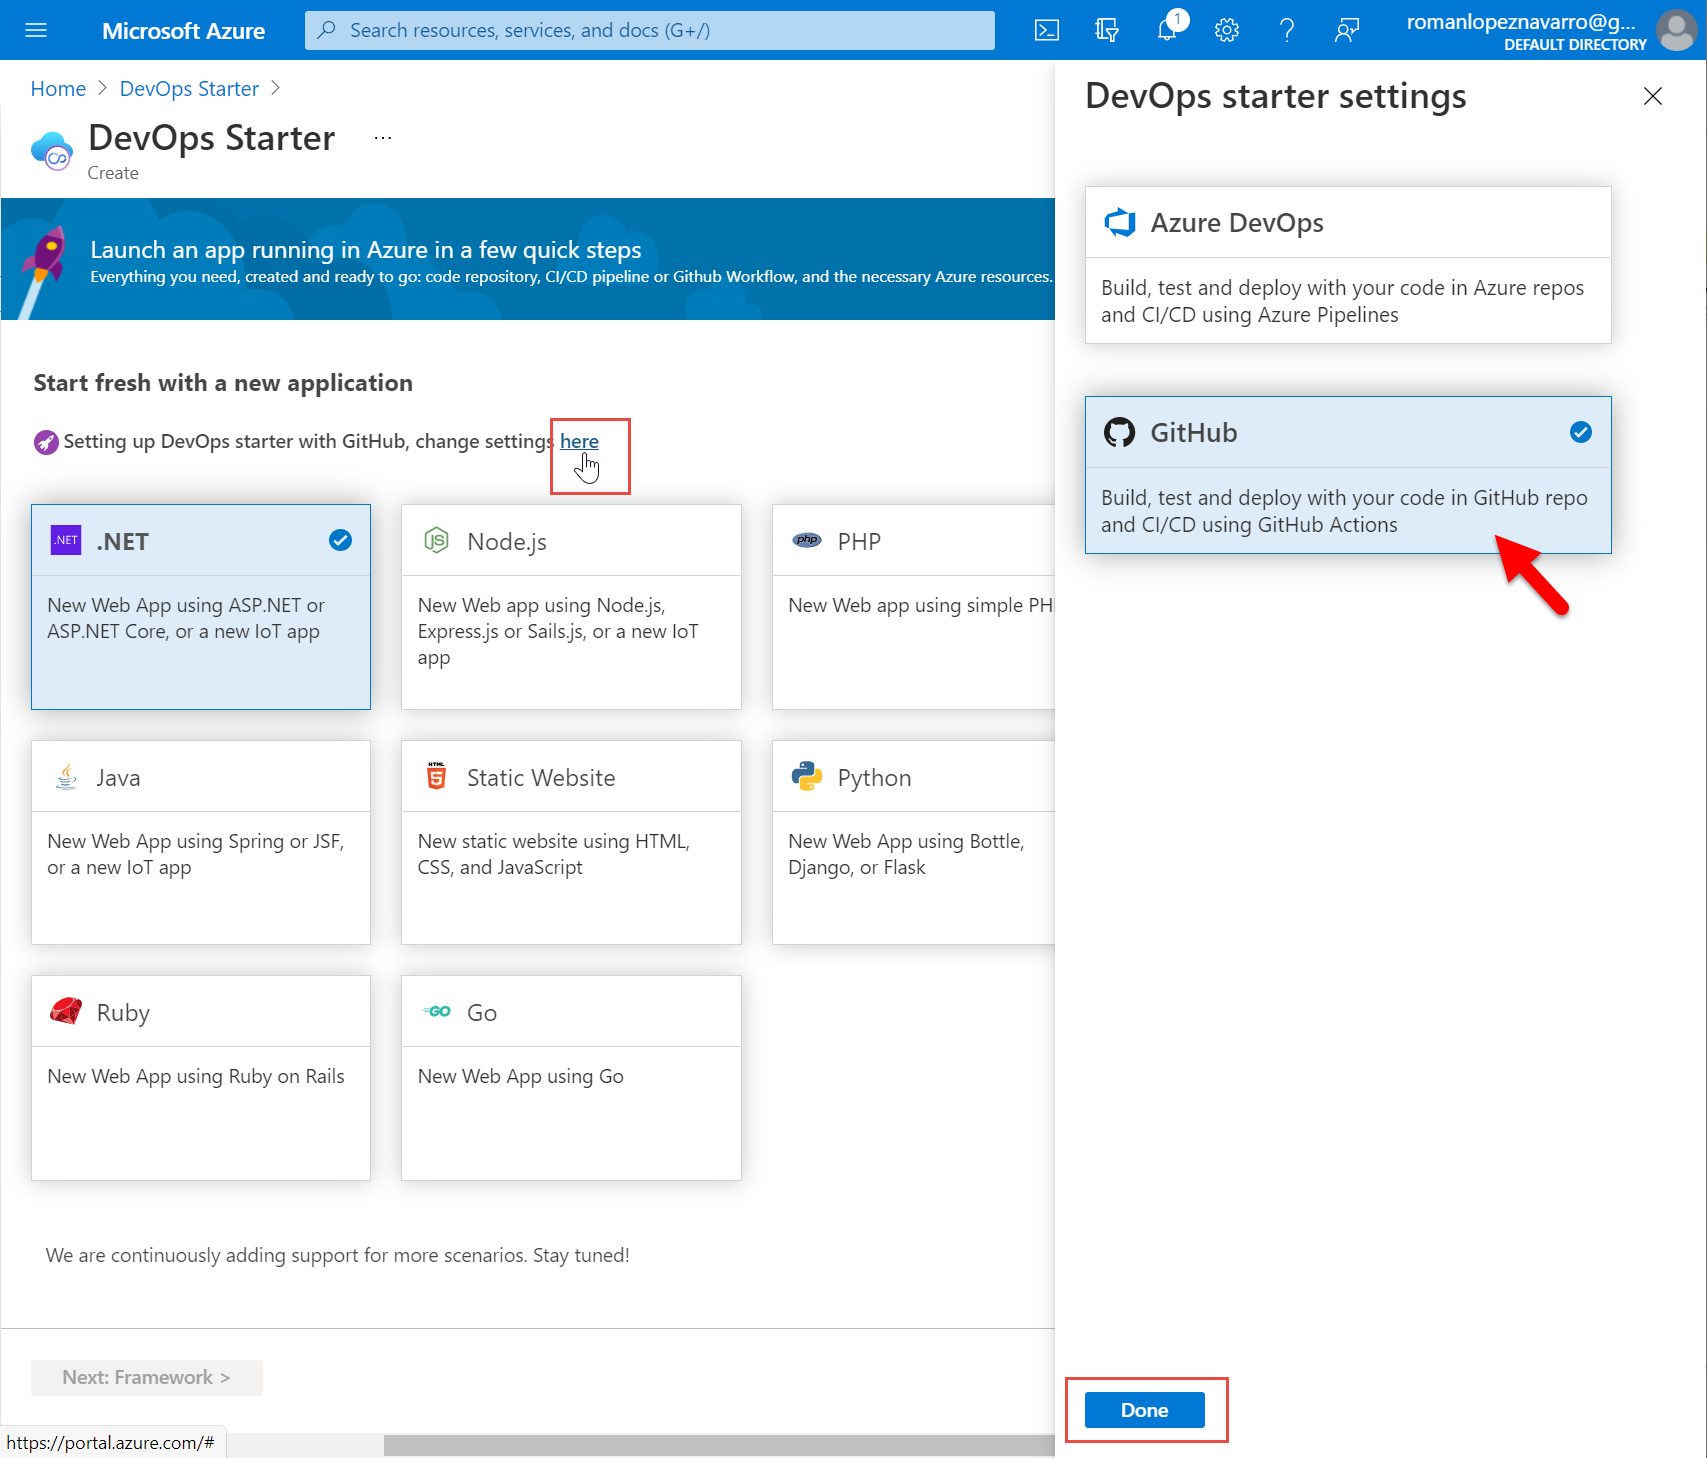 Microsoft Azure
Search resources, services, and docs (G+/)
1
romanlopeznavarro@g...
DEFAULT DIRECTORY
Home > DevOps Starter >
DevOps Starter ...
Create
Launch an app running in Azure in a few quick steps
Everything you need, created and ready to go: code repository, CI/CD pipeline or Github Workflow, and the necessary Azure resources.
Start fresh with a new application
Setting up DevOps starter with GitHub, change settings here
.NET .NET
New Web App using ASP.NET or
ASP.NET Core, or a new IoT app
JS Node.js
New Web app using Node.js,
Express.js or Sails.js, or a new IoT
app
php PHP
New Web app using simple PH
Java
New Web App using Spring or JSF,
or a new IoT app
HTML 5 Static Website
New static website using HTML,
CSS, and JavaScript
Python
New Web App using Bottle,
Django, or Flask
Ruby
New Web App using Ruby on Rails
GO Go
New Web App using Go
We are continuously adding support for more scenarios. Stay tuned!
Next: Framework >
https://portal.azure.com/#
DevOps starter settings
Azure DevOps
Build, test and deploy with your code in Azure repos
and CI/CD using Azure Pipelines
GitHub
Build, test and deploy with your code in GitHub repo
and CI/CD using GitHub Actions
Done